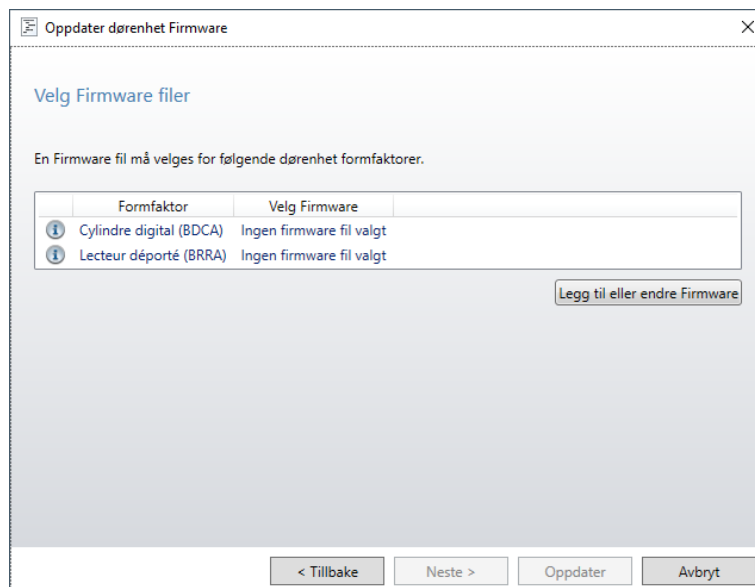 Oppdater dørenhet Firmware
Velg Firmware filer
En Firmware fil må velges for følgende dørenhet formfaktorer.
Formfaktor Velg Firmware
Cylindre digital (BDCA) Ingen firmware fil valgt
Lecteur déporté (BRRA) Ingen firmware fil valgt
Legg til eller endre Firmware
< Tillbake Neste > Oppdater Avbryt